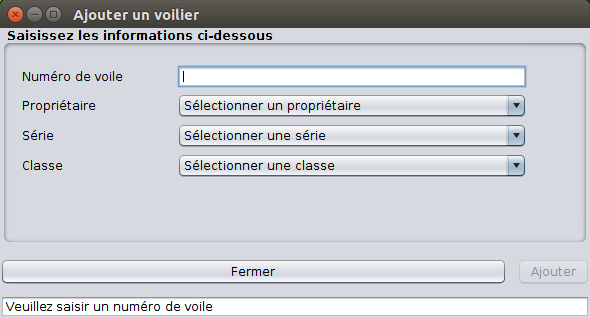 Ajouter un voilier
Saisissez les informations ci-dessous
Numéro de voile
Propriétaire Sélectionner un propriétaire
Série Sélectionner une série
Classe Sélectionner une classe
Fermer Ajouter
Veuillez saisir un numéro de voile